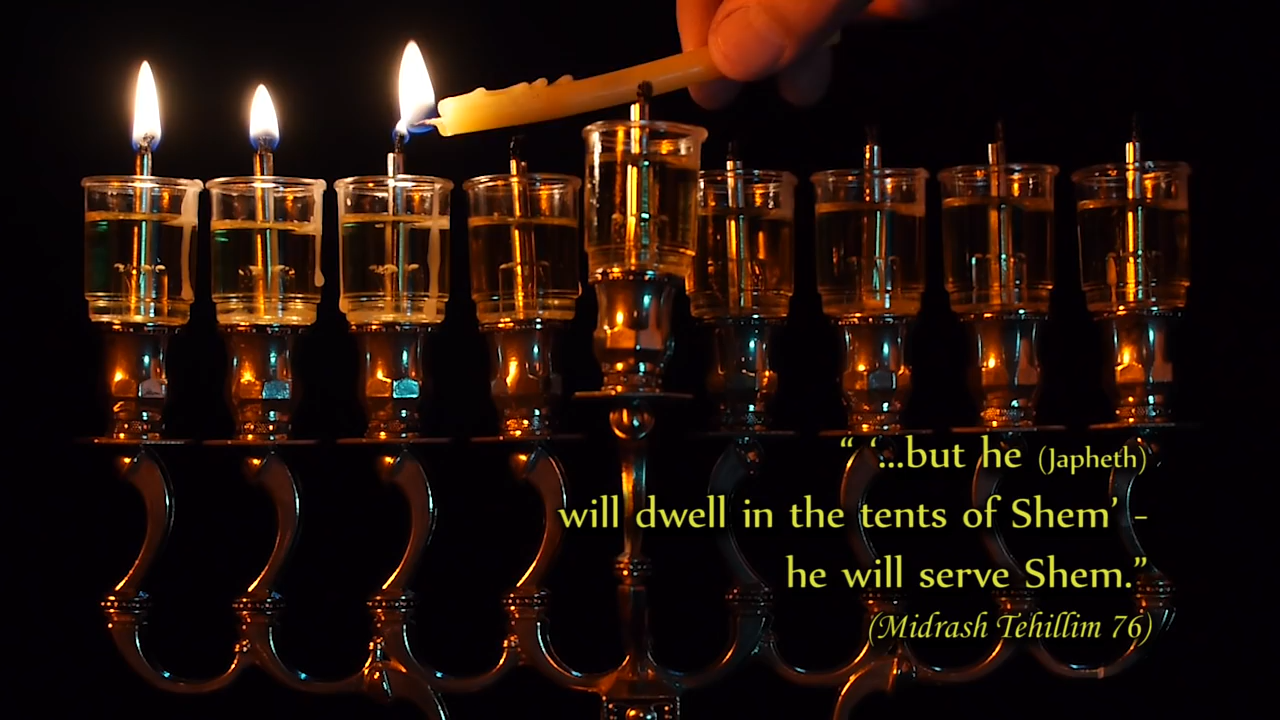 “ ‘...but he (Japheth)
will dwell in the tents of Shem’ -
he will serve Shem.”
(Midrash Tehillim 76)